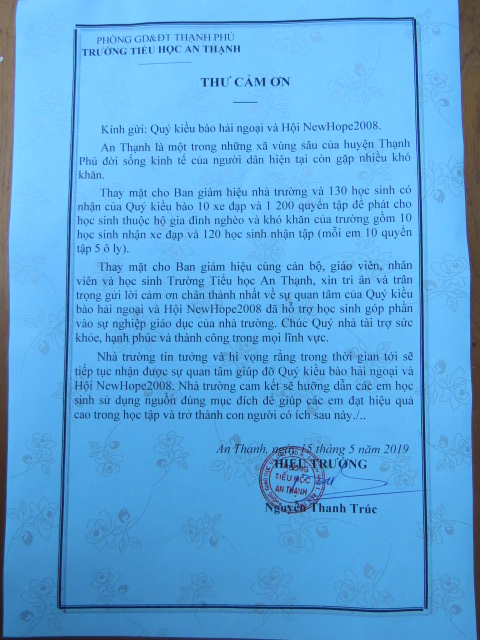 PHÒNG GD&ĐT THẠNH PHÚ
TRƯỜNG TIỂU HỌC AN THẠNH
THƯ CẢM ƠN
Kính gửi: Quý kiều bào hải ngoại và Hội NewHope2008.
An Thạnh là một trong những xã vùng sâu của huyện Thạnh
Phú đời sống kinh tế của người dân hiện tại còn gặp nhiều khó
khăn.
Thay mặt cho Ban giám hiệu nhà trường và 130 học sinh có
nhận của Quý kiều bào 10 xe đạp và 1 200 quyển tập để phát cho
học sinh thuộc hộ gia đình nghèo và khó khăn của trường gồm 10
học sinh nhận xe đạp và 120 học sinh nhận tập (mỗi em 10 quyển
tập 5 ô ly).
Thay mặt cho Ban giám hiệu cùng cán bộ, giáo viên, nhân
viên và học sinh Trường Tiểu học An Thạnh, xin tri ân và trân
trọng gửi lời cảm ơn chân thành nhất về sự quan tâm của Quý kiều
bào hải ngoại và Hội NewHope2008 đã hỗ trợ học sinh góp phần
vào sự nghiệp giáo dục của nhà trường. Chúc Quý nhà tài trợ sức
khỏe, hạnh phúc và thành công trong mọi lĩnh vực.
Nhà trường tin tưởng và hi vọng rằng trong thời gian tới sẽ
tiếp tục nhận được sự quan tâm giúp đỡ Quý kiều bào hải ngoại và
Hội NewHope2008. Nhà trường cam kết sẽ hưỡng dẫn các em học
sinh sử dụng nguồn đúng mục đích để giúp các em đạt hiệu quả
cao trong học tập và trở thành con người có ích sau này./..
An Thạnh, ngày 15 tháng 5 năm 2019
HIỆU TRƯỞNG
TRƯỜNG
TIỂU HỌC
AN THẠNH
Nguyễn Thanh Trúc